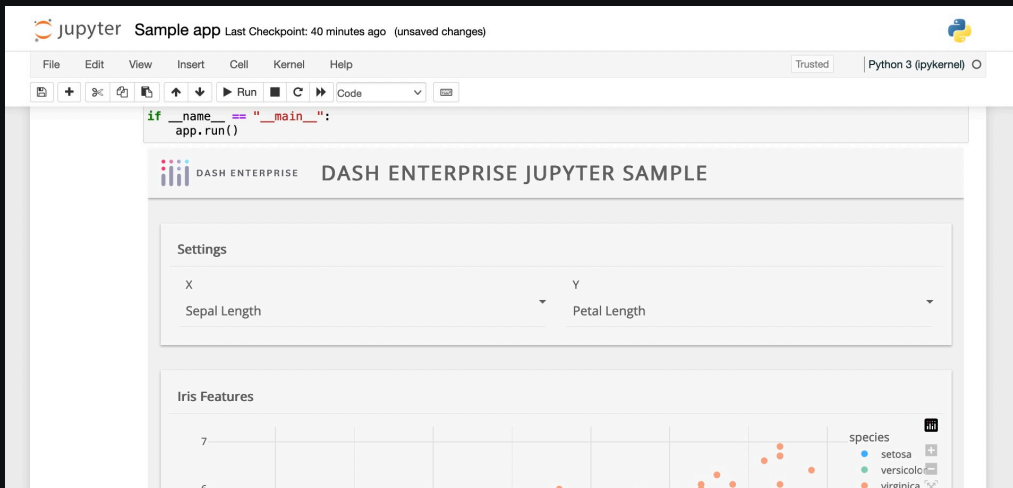 jupyter Sample app Last Checkpoint: 40 minutes ago (unsaved changes)
File Edit View Insert Cell Kernel Help Trusted Python 3 (ipykernel)
Run Code
if __name__ == "__main__":
app.run()
DASH ENTERPRISE DASH ENTERPRISE JUPYTER SAMPLE
Settings
X Y
Sepal Length Petal Length
Iris Features
7 species
setosa
versicolo
virginica